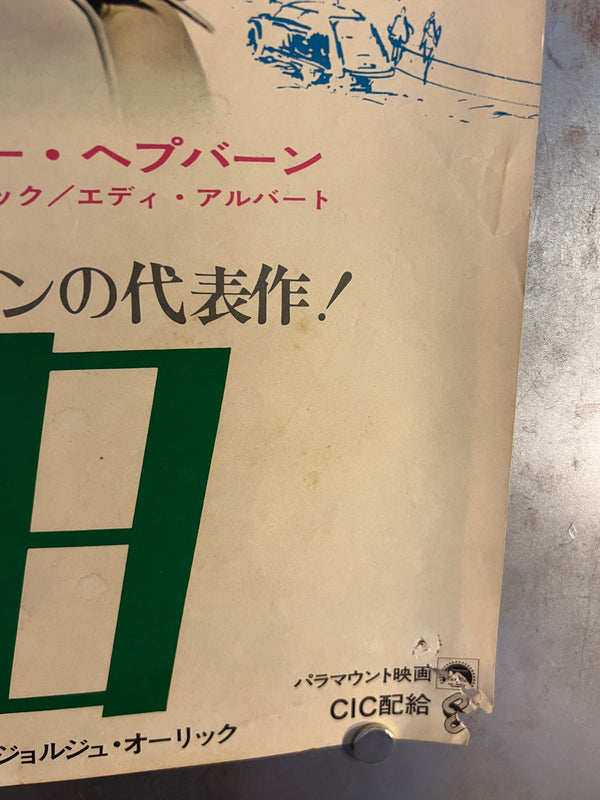 ー・ヘプバーン
ック／エディ・アルバート
ンの代表作!
日
パラマウント映画
CIC配給
ジョルジュ・オーリック